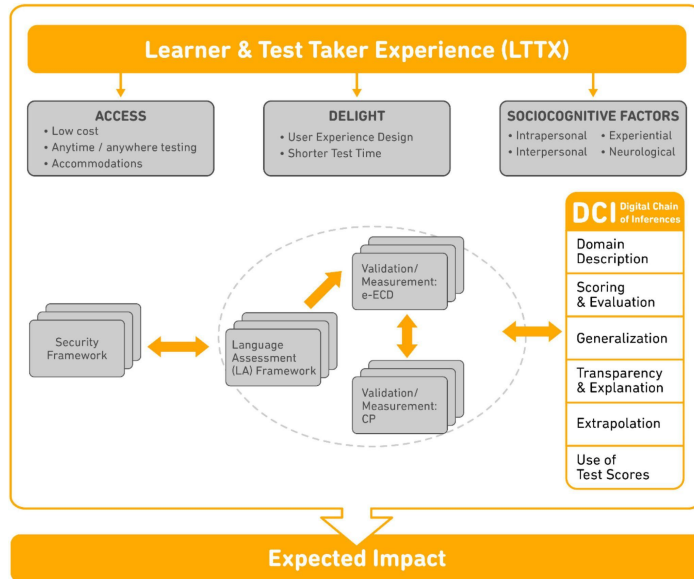 Learner & Test Taker Experience (LTTX)
ACCESS
• Low cost
• Anytime / anywhere testing
• Accommodations
DELIGHT
• User Experience Design
• Shorter Test Time
SOCIOCOGNITIVE FACTORS
• Intrapersonal • Experiential
• Interpersonal • Neurological
DCI Digital Chain
of Inferences
Domain
Description
Scoring
& Evaluation
Generalization
Transparency
& Explanation
Extrapolation
Use of
Test Scores
Security
Framework
Language
Assessment
(LA) Framework
Validation/
Measurement:
e-ECD
Validation/
Measurement:
CP
Expected Impact